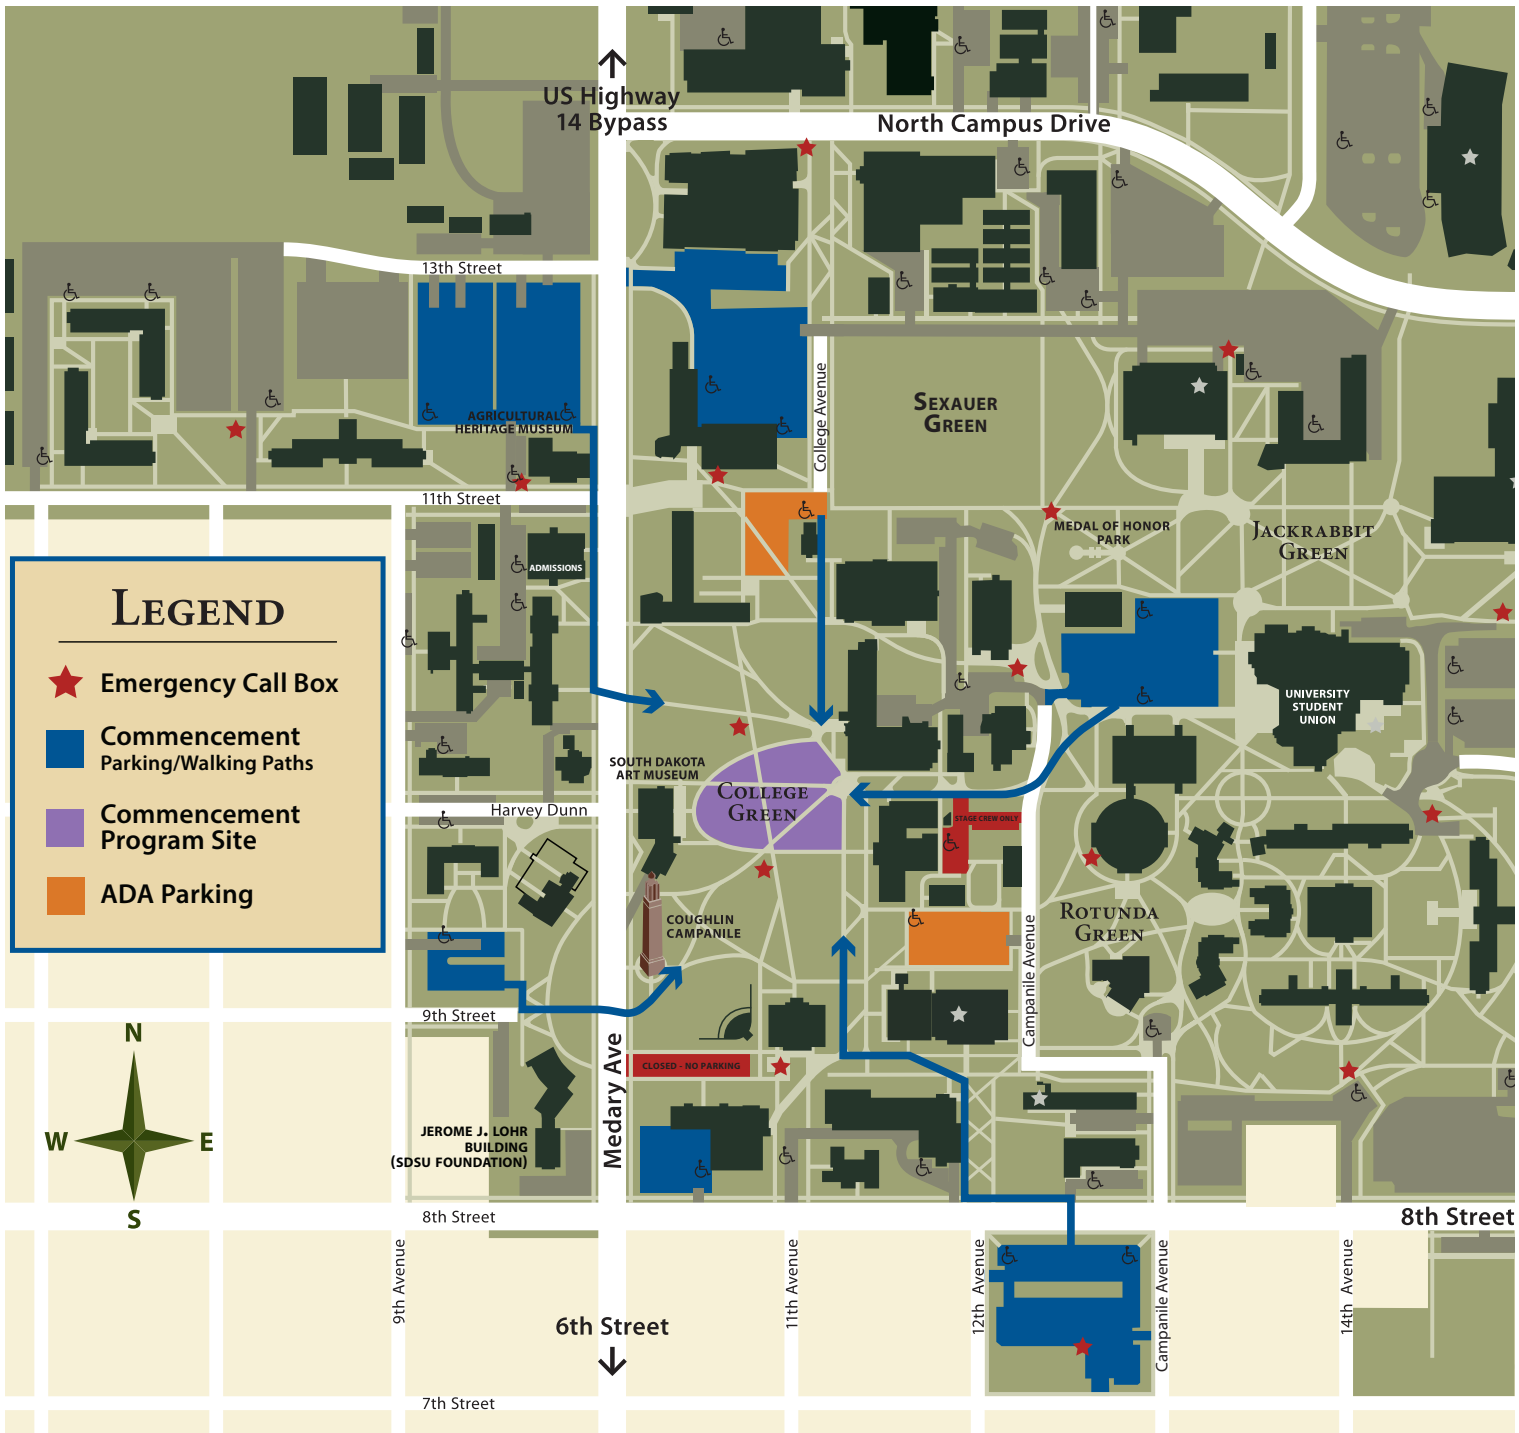 US Highway
14 Bypass
North Campus Drive
13th Street
College Avenue
SEXAUER
GREEN
AGRICULTURAL
HERITAGE MUSEUM
11th Street
MEDAL OF HONOR
PARK
JACKRABBIT
GREEN
ADMISSIONS
LEGEND
Emergency Call Box
Commencement
Parking/Walking Paths
Commencement
Program Site
ADA Parking
UNIVERSITY
STUDENT
UNION
SOUTH DAKOTA
ART MUSEUM
COLLEGE
GREEN
Harvey Dunn
STAGE CREW ONLY
COUGHLIN
CAMPANILE
ROTUNDA
GREEN
Campanile Avenue
9th Street
N
W
E
S
Medary Ave
CLOSED - NO PARKING
JEROME J. LOHR
BUILDING
(SDSU FOUNDATION)
8th Street
8th Street
9th Avenue
11th Avenue
12th Avenue
Campanile Avenue
14th Avenue
6th Street
7th Street